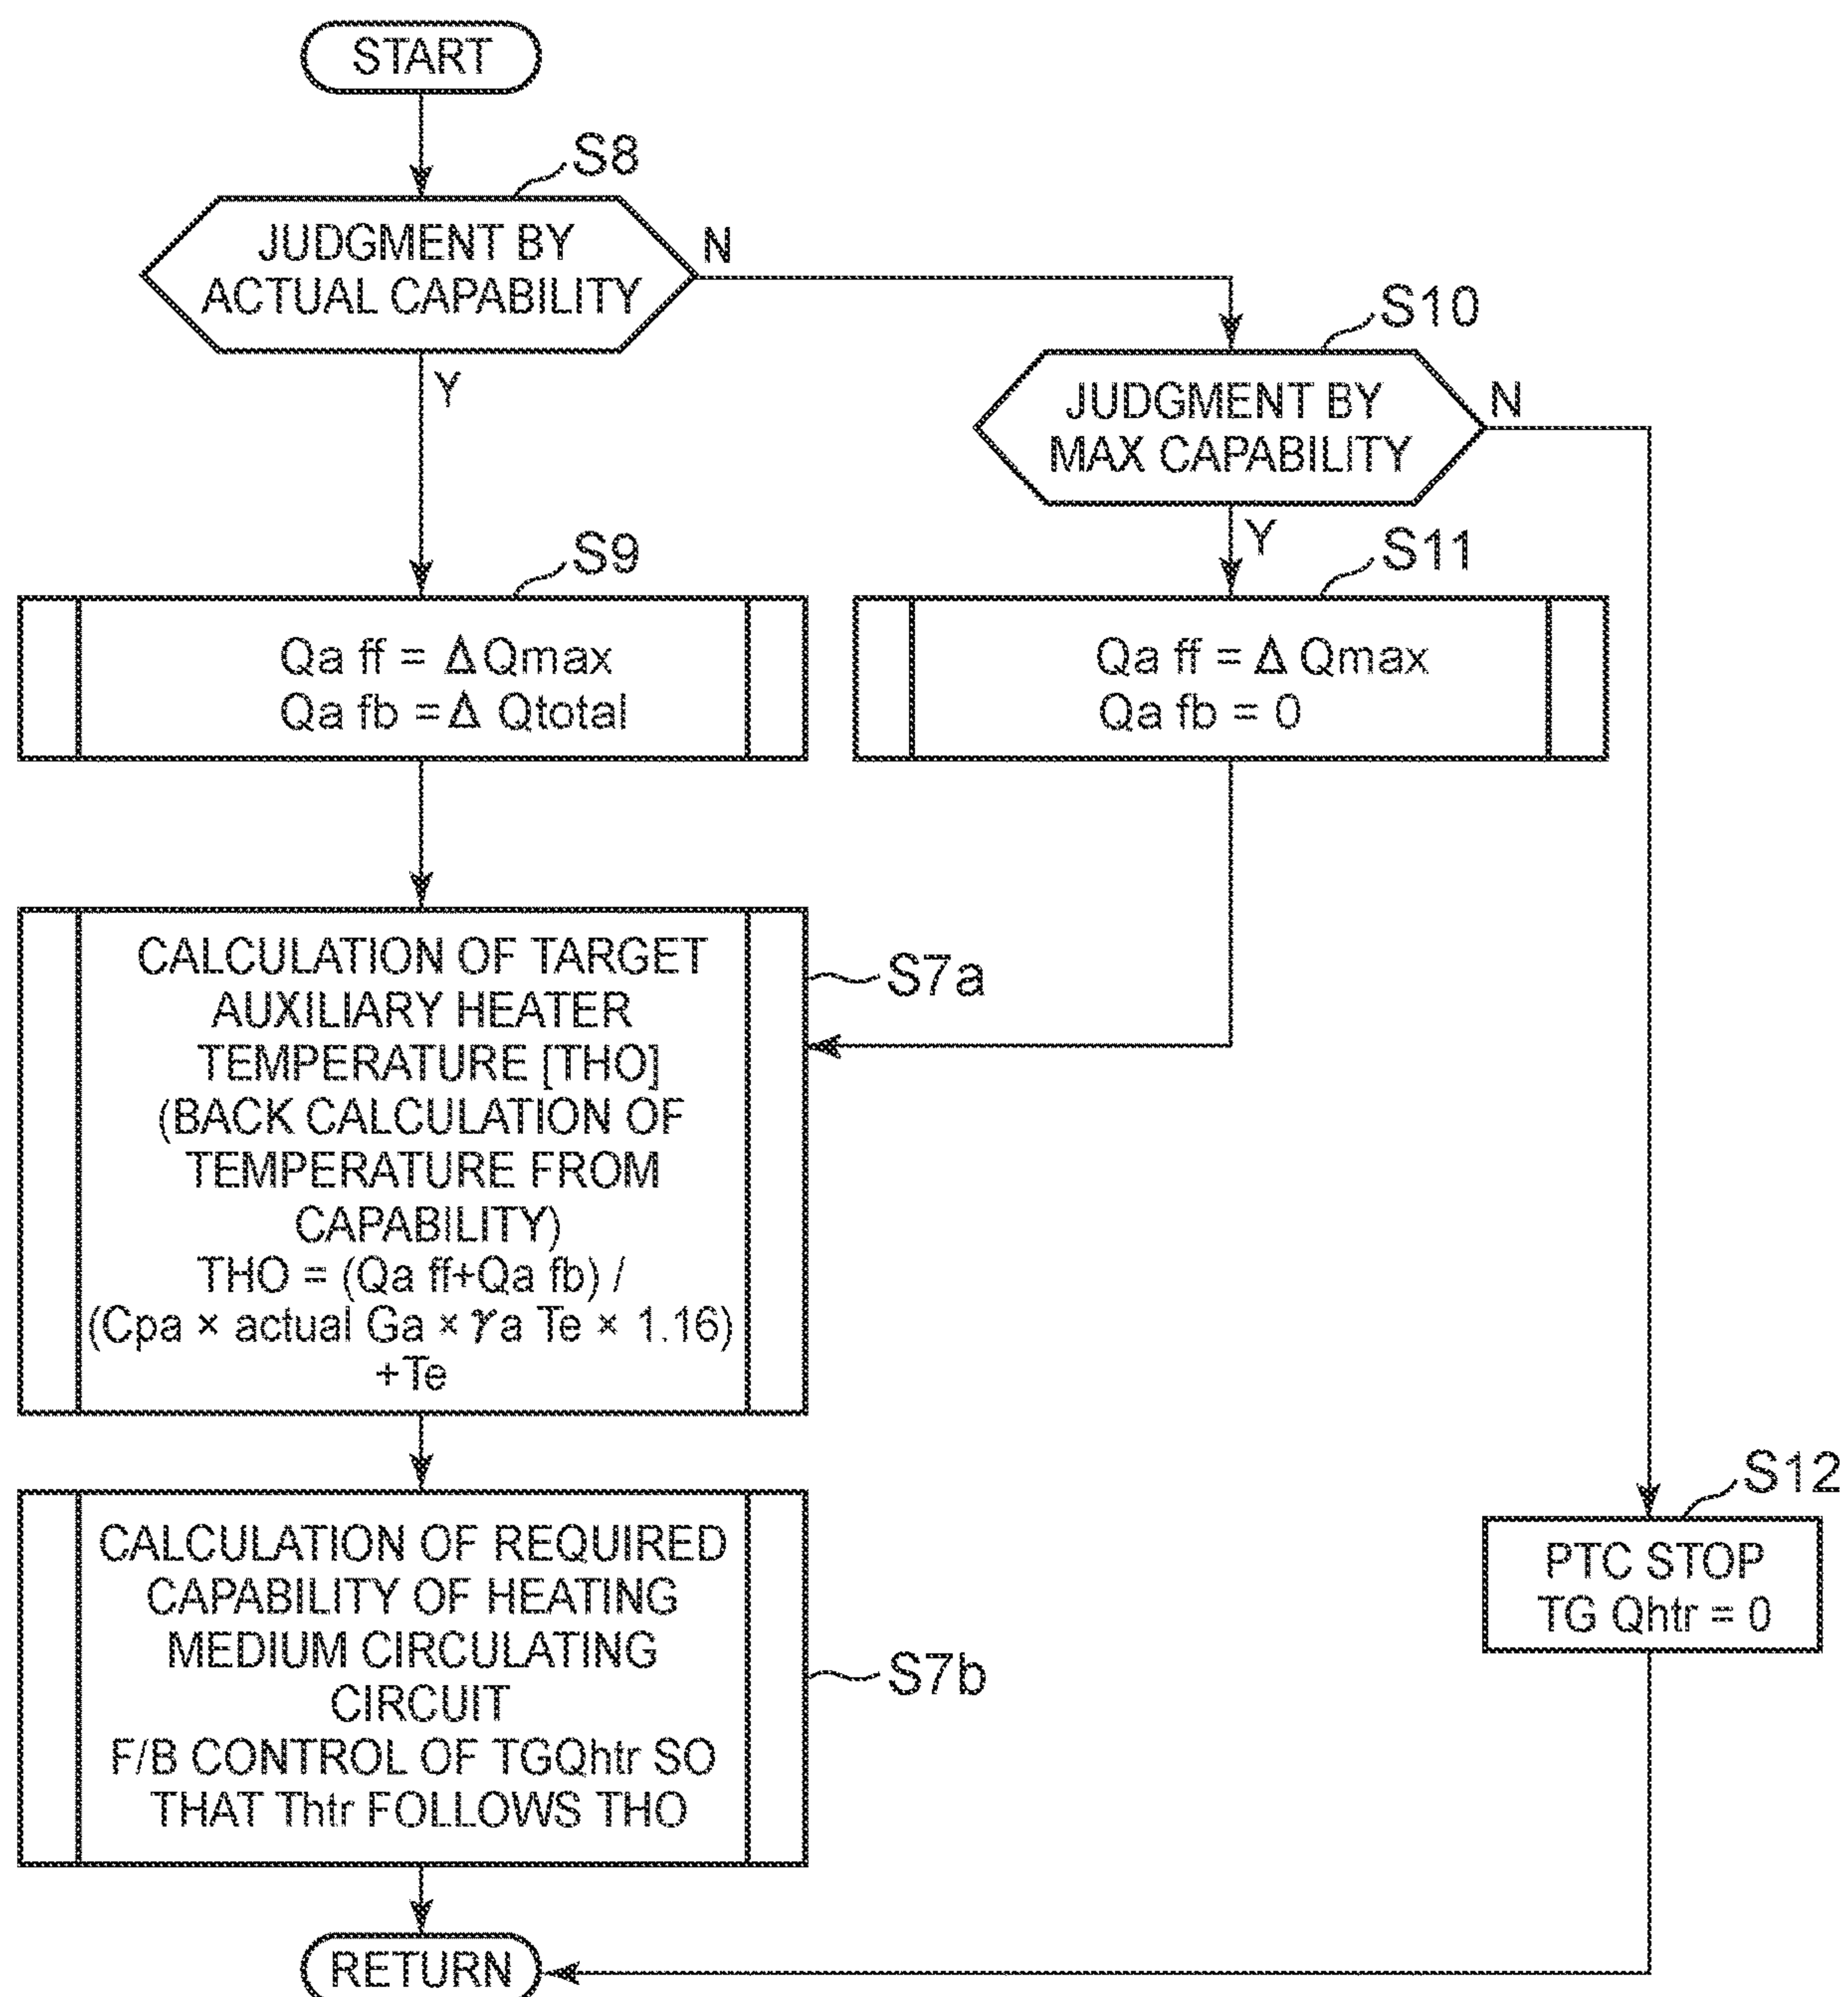 START
S8
JUDGMENT BY
ACTUAL CAPABILITY
N
Y
S10
JUDGMENT BY
MAX CAPABILITY
N
Y
S9
Qa ff = Δ Qmax
Qa fb = Δ Qtotal
S11
Qa ff = Δ Qmax
Qa fb = 0
CALCULATION OF TARGET
AUXILIARY HEATER
TEMPERATURE [THO]
(BACK CALCULATION OF
TEMPERATURE FROM
CAPABILITY)
THO = (Qa ff+Qa fb) /
(Cpa × actual Ga × γa Te × 1.16)
+Te
S7a
CALCULATION OF REQUIRED
CAPABILITY OF HEATING
MEDIUM CIRCULATING
CIRCUIT
F/B CONTROL OF TGQhtr SO
THAT Thtr FOLLOWS THO
S7b
S12
PTC STOP
TG Qhtr = 0
RETURN